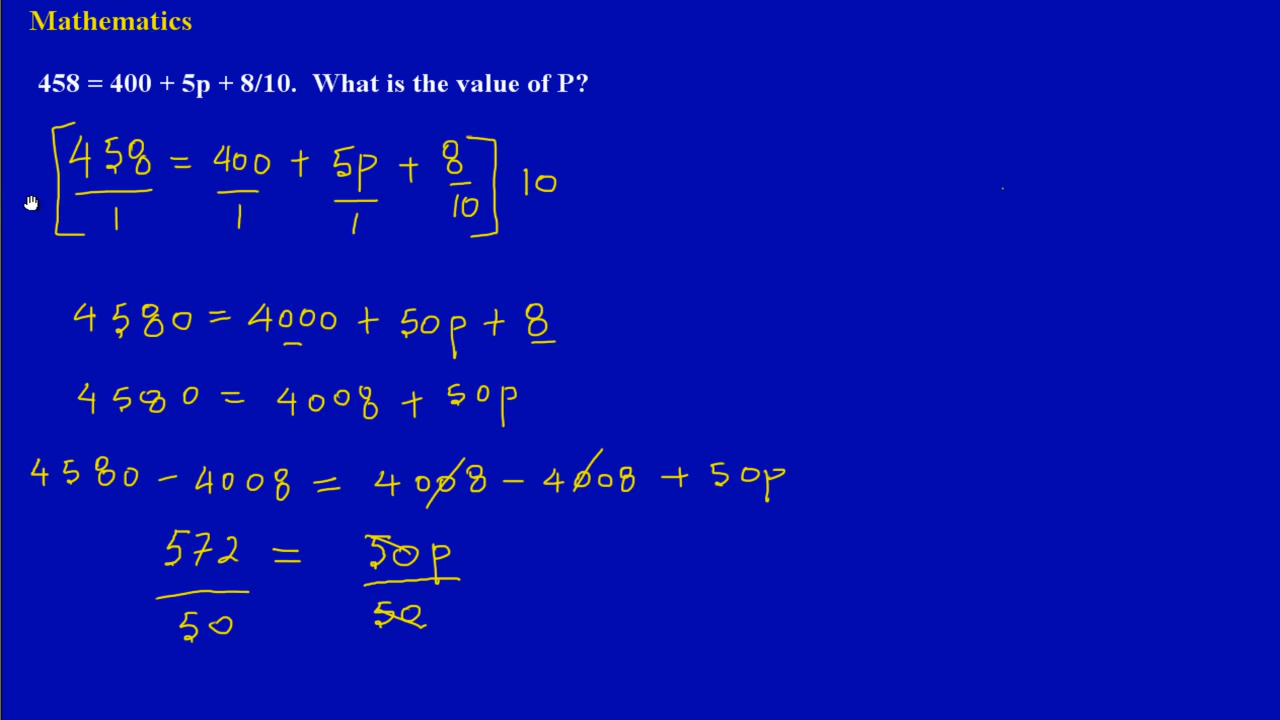 Mathematics
458 = 400 + 5p + 8/10.  What is the value of P?
[458/1 = 400/1 + 5p/1 + 8/10] 10
4580 = 4000 + 50p + 8
4580 = 4008 + 50p
4580 - 4008 = 4008 - 4008 + 50p
572/50 = 50p/50